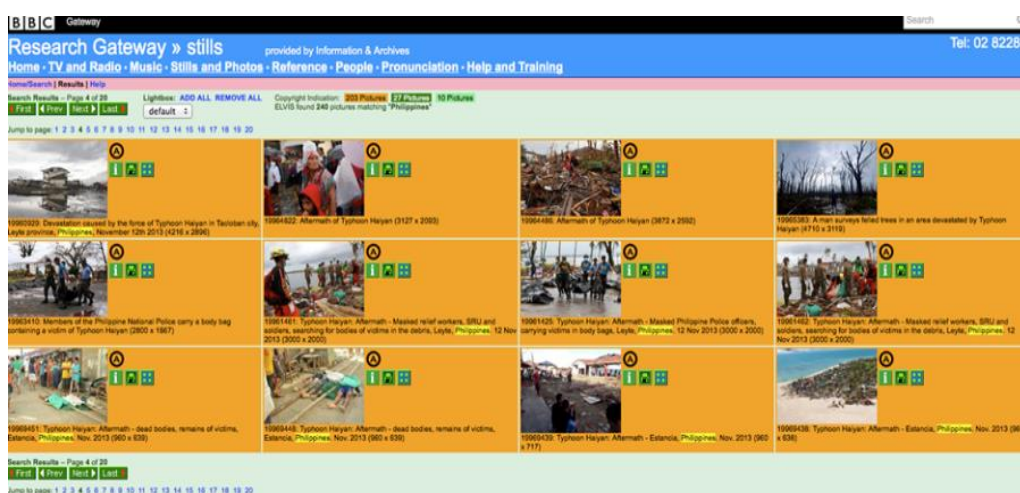 BBC Gateway Search
Research Gateway » stills provided by Information & Archives Tel: 02 8228
Home - TV and Radio - Music - Stills and Photos - Reference - People - Pronunciation - Help and Training
Home/Search | Results | Help
Search Results – Page 4 of 20 Lightbox: ADD ALL REMOVE ALL Copyright Indication: 203 Pictures 27 Pictures 10 Pictures
First Prev Next Last default ELVIS found 240 pictures matching "Philippines"
Jump to page: 1 2 3 4 5 6 7 8 9 10 11 12 13 14 15 16 17 18 19 20
19960929: Devastation caused by the force of Typhoon Haiyan in Tacloban city,
Leyte province, Philippines, November 12th 2013 (4216 x 2896)
19964822: Aftermath of Typhoon Haiyan (3127 x 2093)
19964486: Aftermath of Typhoon Haiyan (3872 x 2592)
19965383: A man surveys felled trees in an area devastated by Typhoon
Haiyan (4710 x 3119)
19963410: Members of the Philippine National Police carry a body bag
containing a victim of Typhoon Haiyan (2800 x 1867)
19961461: Typhoon Haiyan: Aftermath - Masked relief workers, SRU and
soldiers, searching for bodies of victims in the debris, Leyte, Philippines. 12 Nov
2013 (3000 x 2000)
19961425: Typhoon Haiyan: Aftermath - Masked Philippine Police officers,
carrying victims in body bags, Leyte, Philippines. 12 Nov 2013 (3000 x 2000)
19961462: Typhoon Haiyan: Aftermath - Masked relief workers, SRU and
soldiers, searching for bodies of victims in the debris, Leyte, Philippines. 12
Nov 2013 (3000 x 2000)
19969451: Typhoon Haiyan: Aftermath - dead bodies, remains of victims,
Estancia, Philippines. Nov. 2013 (960 x 639)
19969448: Typhoon Haiyan: Aftermath - dead bodies, remains of victims,
Estancia, Philippines. Nov. 2013 (960 x 639)
19969439: Typhoon Haiyan: Aftermath - Estancia, Philippines. Nov. 2013 (960
x 717)
19969438: Typhoon Haiyan: Aftermath - Estancia, Philippines. Nov. 2013
x 636)
Search Results – Page 4 of 20
First Prev Next Last
Jump to page: 1 2 3 4 5 6 7 8 9 10 11 12 13 14 15 16 17 18 19 20